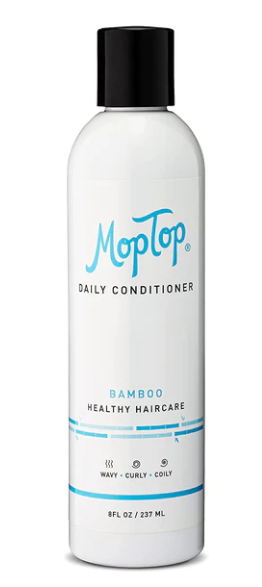 MopTop®
DAILY CONDITIONER
BAMBOO
HEALTHY HAIRCARE
WAVY • CURLY • COILY
8FL OZ / 237 ML